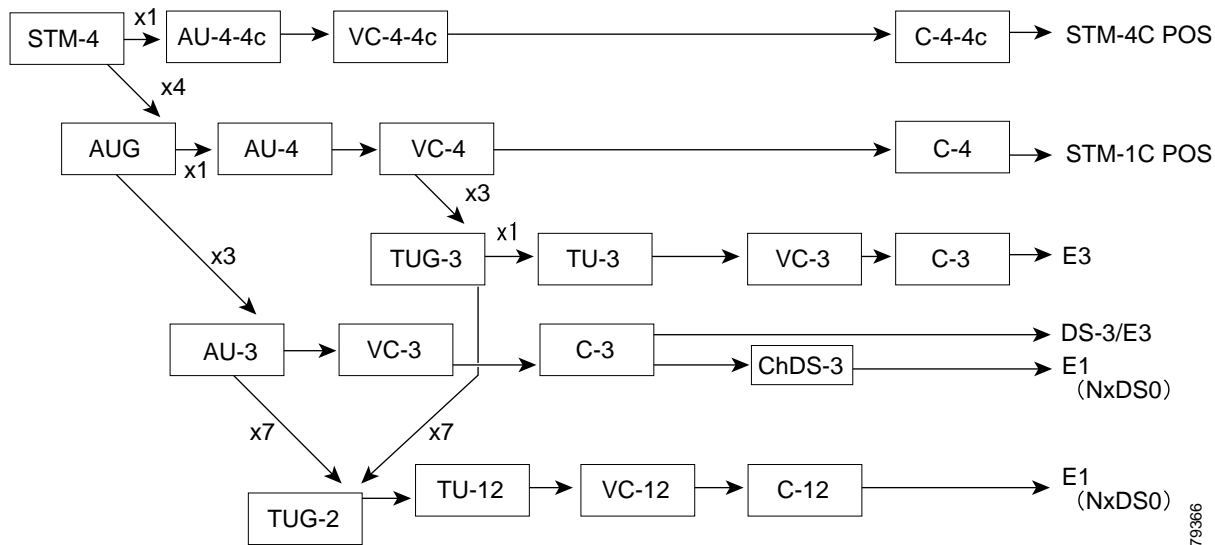 x1
STM-4
AU-4-4c
VC-4-4c
C-4-4c
STM-4C POS
x4
AUG
x1
AU-4
VC-4
C-4
STM-1C POS
x3
x3
TUG-3
x1
TU-3
VC-3
C-3
E3
AU-3
VC-3
C-3
DS-3/E3
ChDS-3
E1
（NxDS0）
x7
x7
TUG-2
TU-12
VC-12
C-12
E1
（NxDS0）
79366